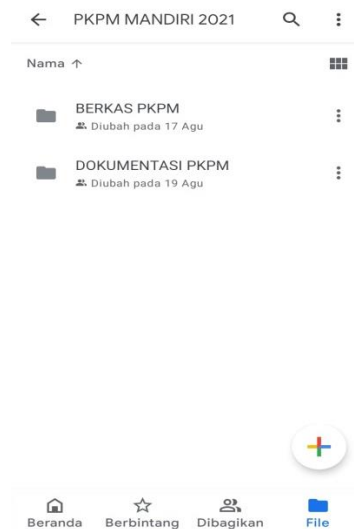 PKPM MANDIRI 2021
Nama
BERKAS PKPM
Diubah pada 17 Agu
DOKUMENTASI PKPM
Diubah pada 19 Agu
Beranda Berbintang Dibagikan File